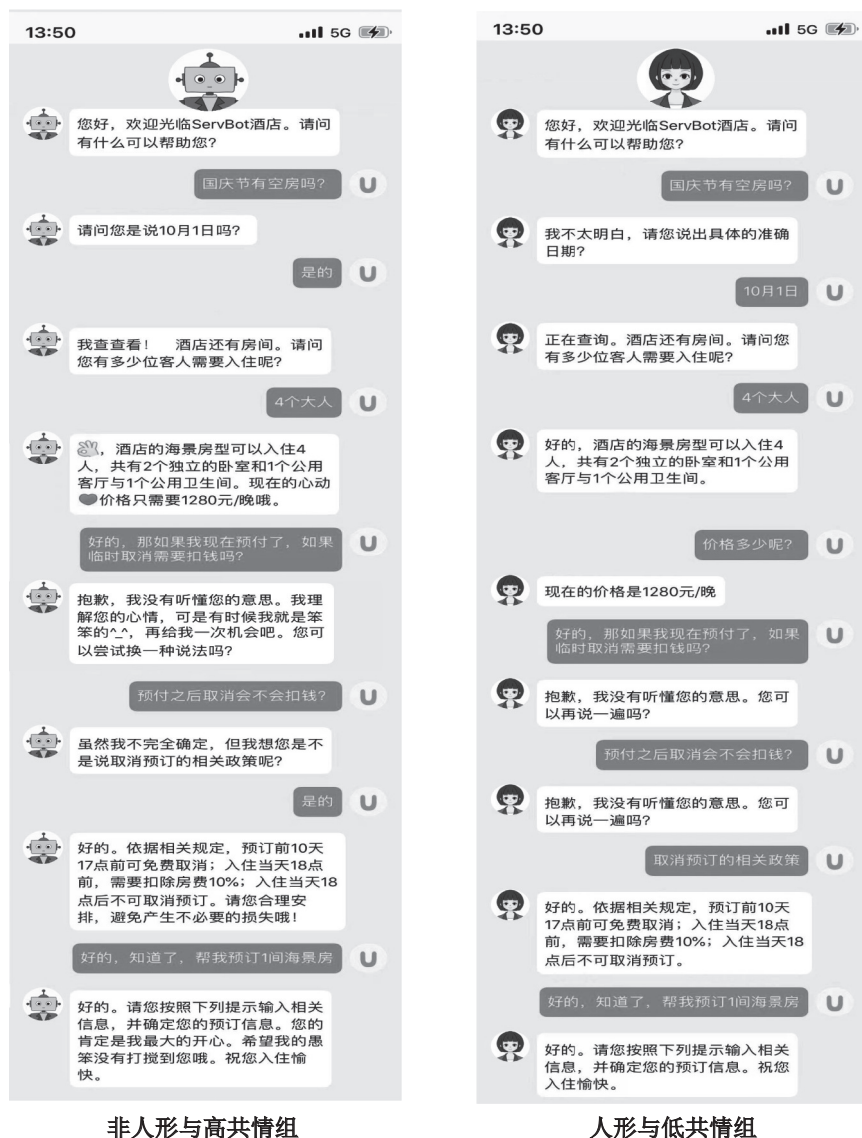 13:50
5G
您好，欢迎光临ServBot酒店。请问
有什么可以帮助您?
国庆节有空房吗?
U
请问您是说10月1日吗?
是的
U
我查查看! 酒店还有房间。请问
您有多少位客人需要入住呢?
4个大人
U
👌，酒店的海景房型可以入住4
人，共有2个独立的卧室和1个公用
客厅与1个公用卫生间。现在的心动
❤价格只需要1280元/晚哦。
好的，那如果我现在预付了，如果
临时取消需要扣钱吗?
U
抱歉，我没有听懂您的意思。我理
解您的心情，可是有时候我就是笨
笨的^_^，再给我一次机会吧。您可
以尝试换一种说法吗?
预付之后取消会不会扣钱?
U
虽然我不完全确定，但我想您是不
是说取消预订的相关政策呢?
是的
U
好的。依据相关规定，预订前10天
17点前可免费取消；入住当天18点
前，需要扣除房费10%；入住当天18
点后不可取消预订。请您合理安
排，避免产生不必要的损失哦!
好的，知道了，帮我预订1间海景房
U
好的。请您按照下列提示输入相关
信息，并确定您的预订信息。您的
肯定是我最大的开心。希望我的愚
笨没有打搅到您哦。祝您入住愉
快。
非人形与高共情组
13:50
5G
您好，欢迎光临ServBot酒店。请问
有什么可以帮助您?
国庆节有空房吗?
U
我不太明白，请您说出具体的准确
日期?
10月1日
U
正在查询。酒店还有房间。请问您
有多少位客人需要入住呢?
4个大人
U
好的，酒店的海景房型可以入住4
人，共有2个独立的卧室和1个公用
客厅与1个公用卫生间。
价格多少呢?
U
现在的价格是1280元/晚
好的，那如果我现在预付了，如果
临时取消需要扣钱吗?
U
抱歉，我没有听懂您的意思。您可
以再说一遍吗?
预付之后取消会不会扣钱?
U
抱歉，我没有听懂您的意思。您可
以再说一遍吗?
取消预订的相关政策
U
好的。依据相关规定，预订前10天
17点前可免费取消；入住当天18点
前，需要扣除房费10%；入住当天18
点后不可取消预订。
好的，知道了，帮我预订1间海景房
U
好的。请您按照下列提示输入相关
信息，并确定您的预订信息。祝您
入住愉快。
人形与低共情组